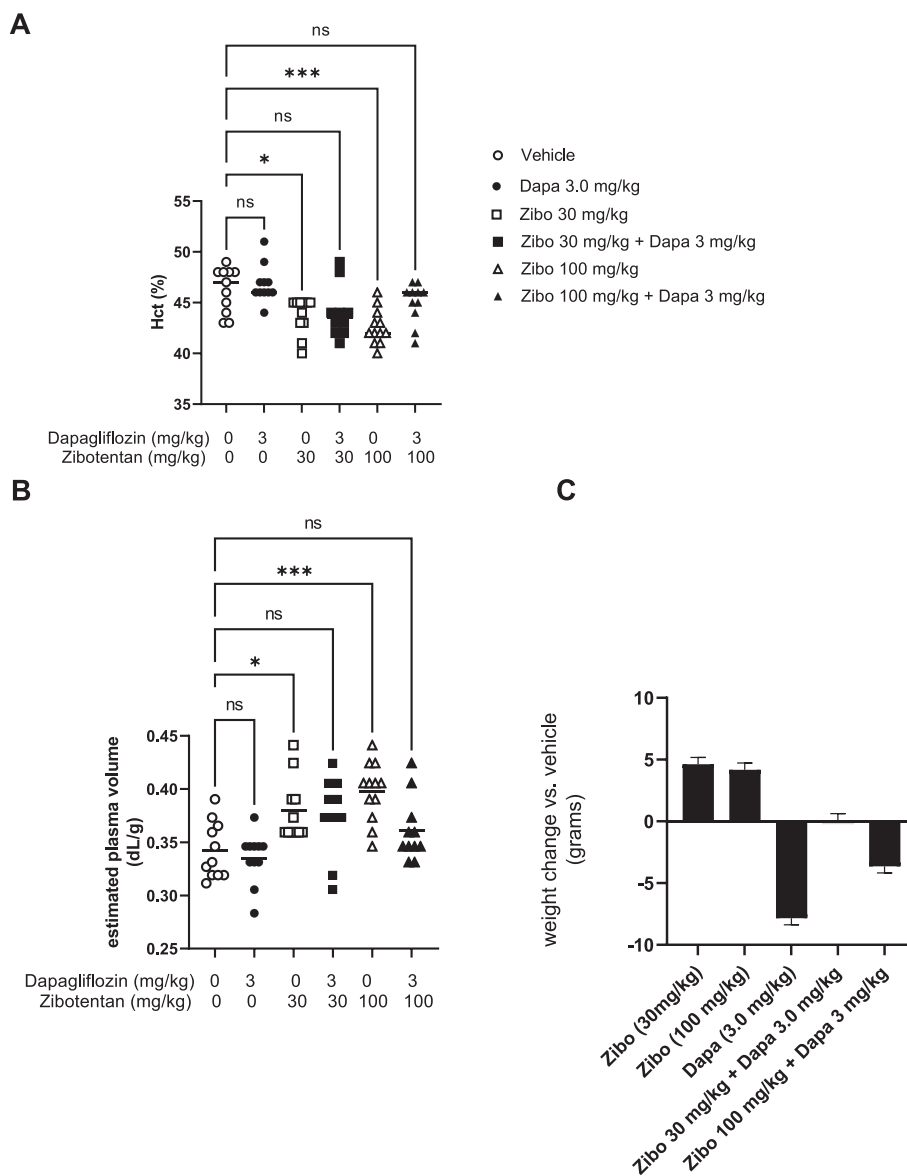 A
ns
***
ns
*
ns
55
50
45
40
35
Hct (%)
Dapagliflozin (mg/kg) 0 3 0 3 0 3
Zibotentan (mg/kg) 0 0 30 30 100 100
Vehicle
Dapa 3.0 mg/kg
Zibo 30 mg/kg
Zibo 30 mg/kg + Dapa 3 mg/kg
Zibo 100 mg/kg
Zibo 100 mg/kg + Dapa 3 mg/kg
B
ns
***
ns
*
ns
0.45
0.40
0.35
0.30
0.25
estimated plasma volume
(dL/g)
Dapagliflozin (mg/kg) 0 3 0 3 0 3
Zibotentan (mg/kg) 0 0 30 30 100 100
C
10
5
0
-5
-10
weight change vs. vehicle
(grams)
Zibo (30mg/kg)
Zibo (100 mg/kg)
Dapa (3.0 mg/kg)
Zibo 30 mg/kg + Dapa 3.0 mg/kg
Zibo 100 mg/kg + Dapa 3 mg/kg